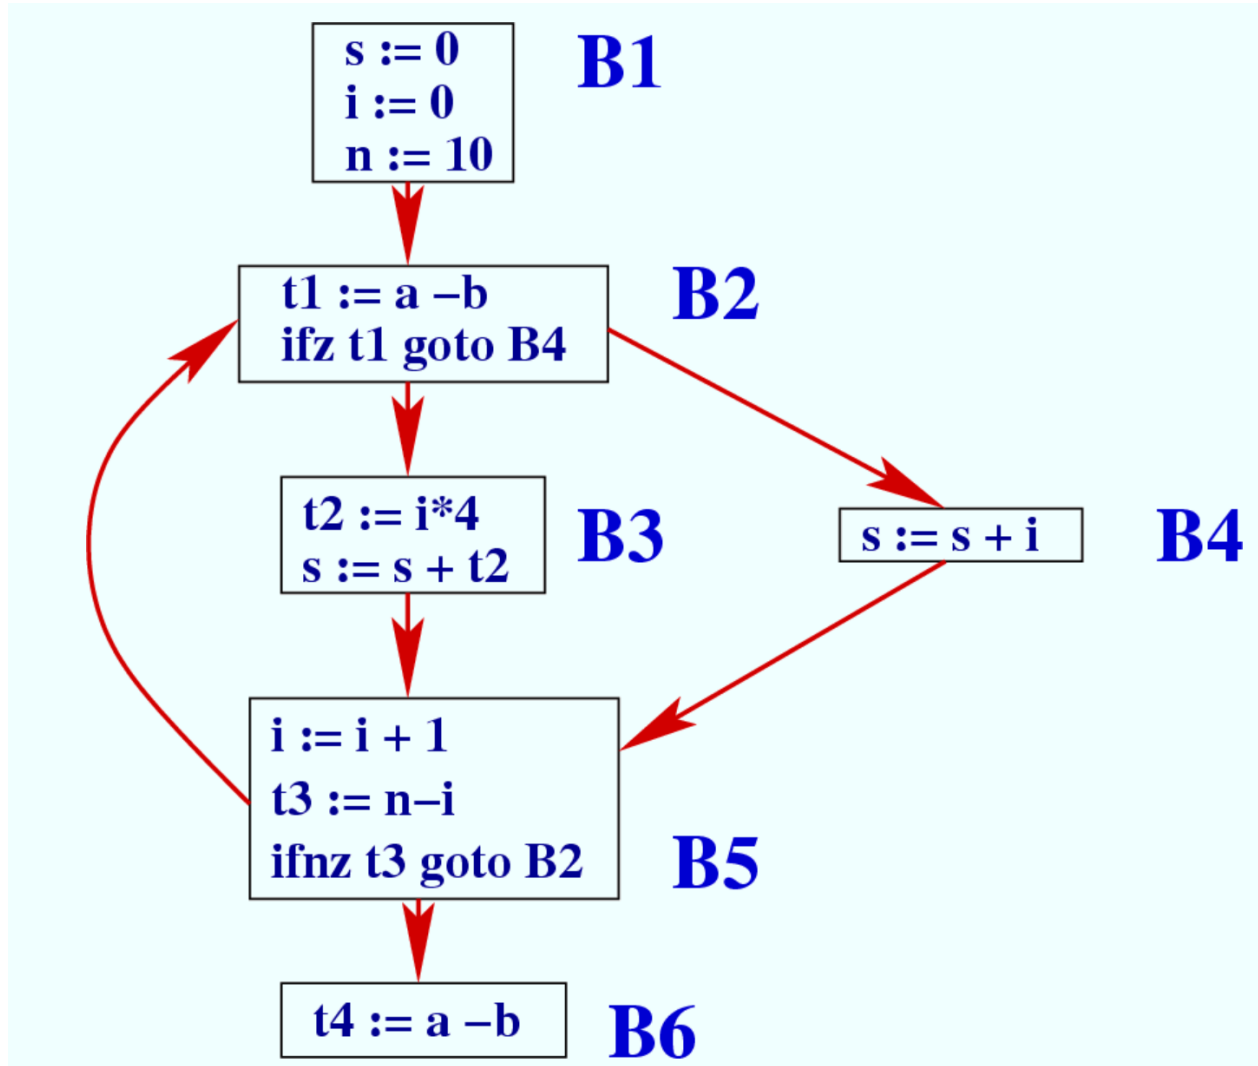 s := 0
i := 0
n := 10
B1
t1 := a −b
ifz t1 goto B4
B2
t2 := i*4
s := s + t2
B3
s := s + i
B4
i := i + 1
t3 := n−i
ifnz t3 goto B2
B5
t4 := a −b
B6